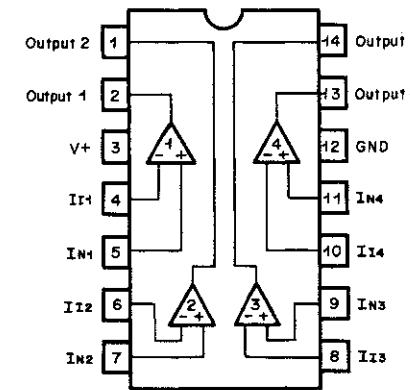 Output 2 1 14 Output
Output 1 2 13 Output
V+ 3 1 - + 4 - + 12 GND
II1 4 11 IN4
IN1 5 10 II4
II2 6 2 - + 3 - + 9 IN3
IN2 7 8 II3